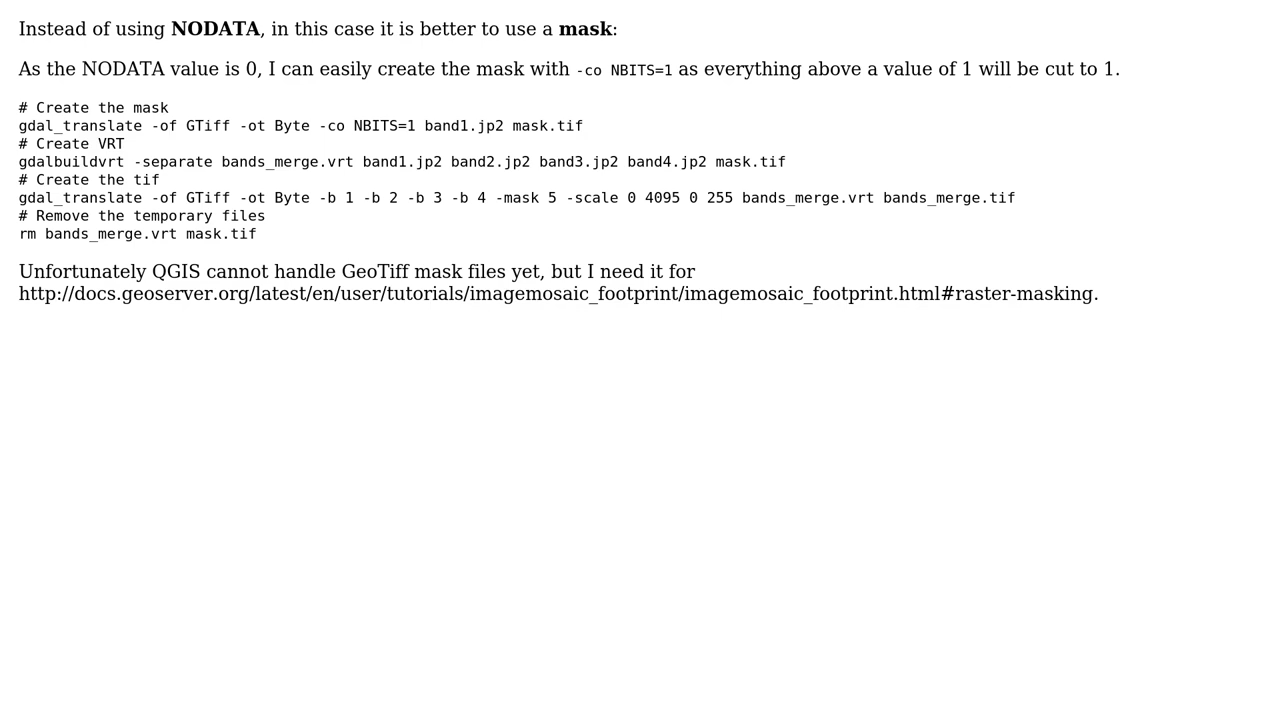 Instead of using NODATA, in this case it is better to use a mask:
As the NODATA value is 0, I can easily create the mask with -co NBITS=1 as everything above a value of 1 will be cut to 1.
# Create the mask
gdal_translate -of GTiff -ot Byte -co NBITS=1 band1.jp2 mask.tif
# Create VRT
gdalbuildvrt -separate bands_merge.vrt band1.jp2 band2.jp2 band3.jp2 band4.jp2 mask.tif
# Create the tif
gdal_translate -of GTiff -ot Byte -b 1 -b 2 -b 3 -b 4 -mask 5 -scale 0 4095 0 255 bands_merge.vrt bands_merge.tif
# Remove the temporary files
rm bands_merge.vrt mask.tif
Unfortunately QGIS cannot handle GeoTiff mask files yet, but I need it for
http://docs.geoserver.org/latest/en/user/tutorials/imagemosaic_footprint/imagemosaic_footprint.html#raster-masking.